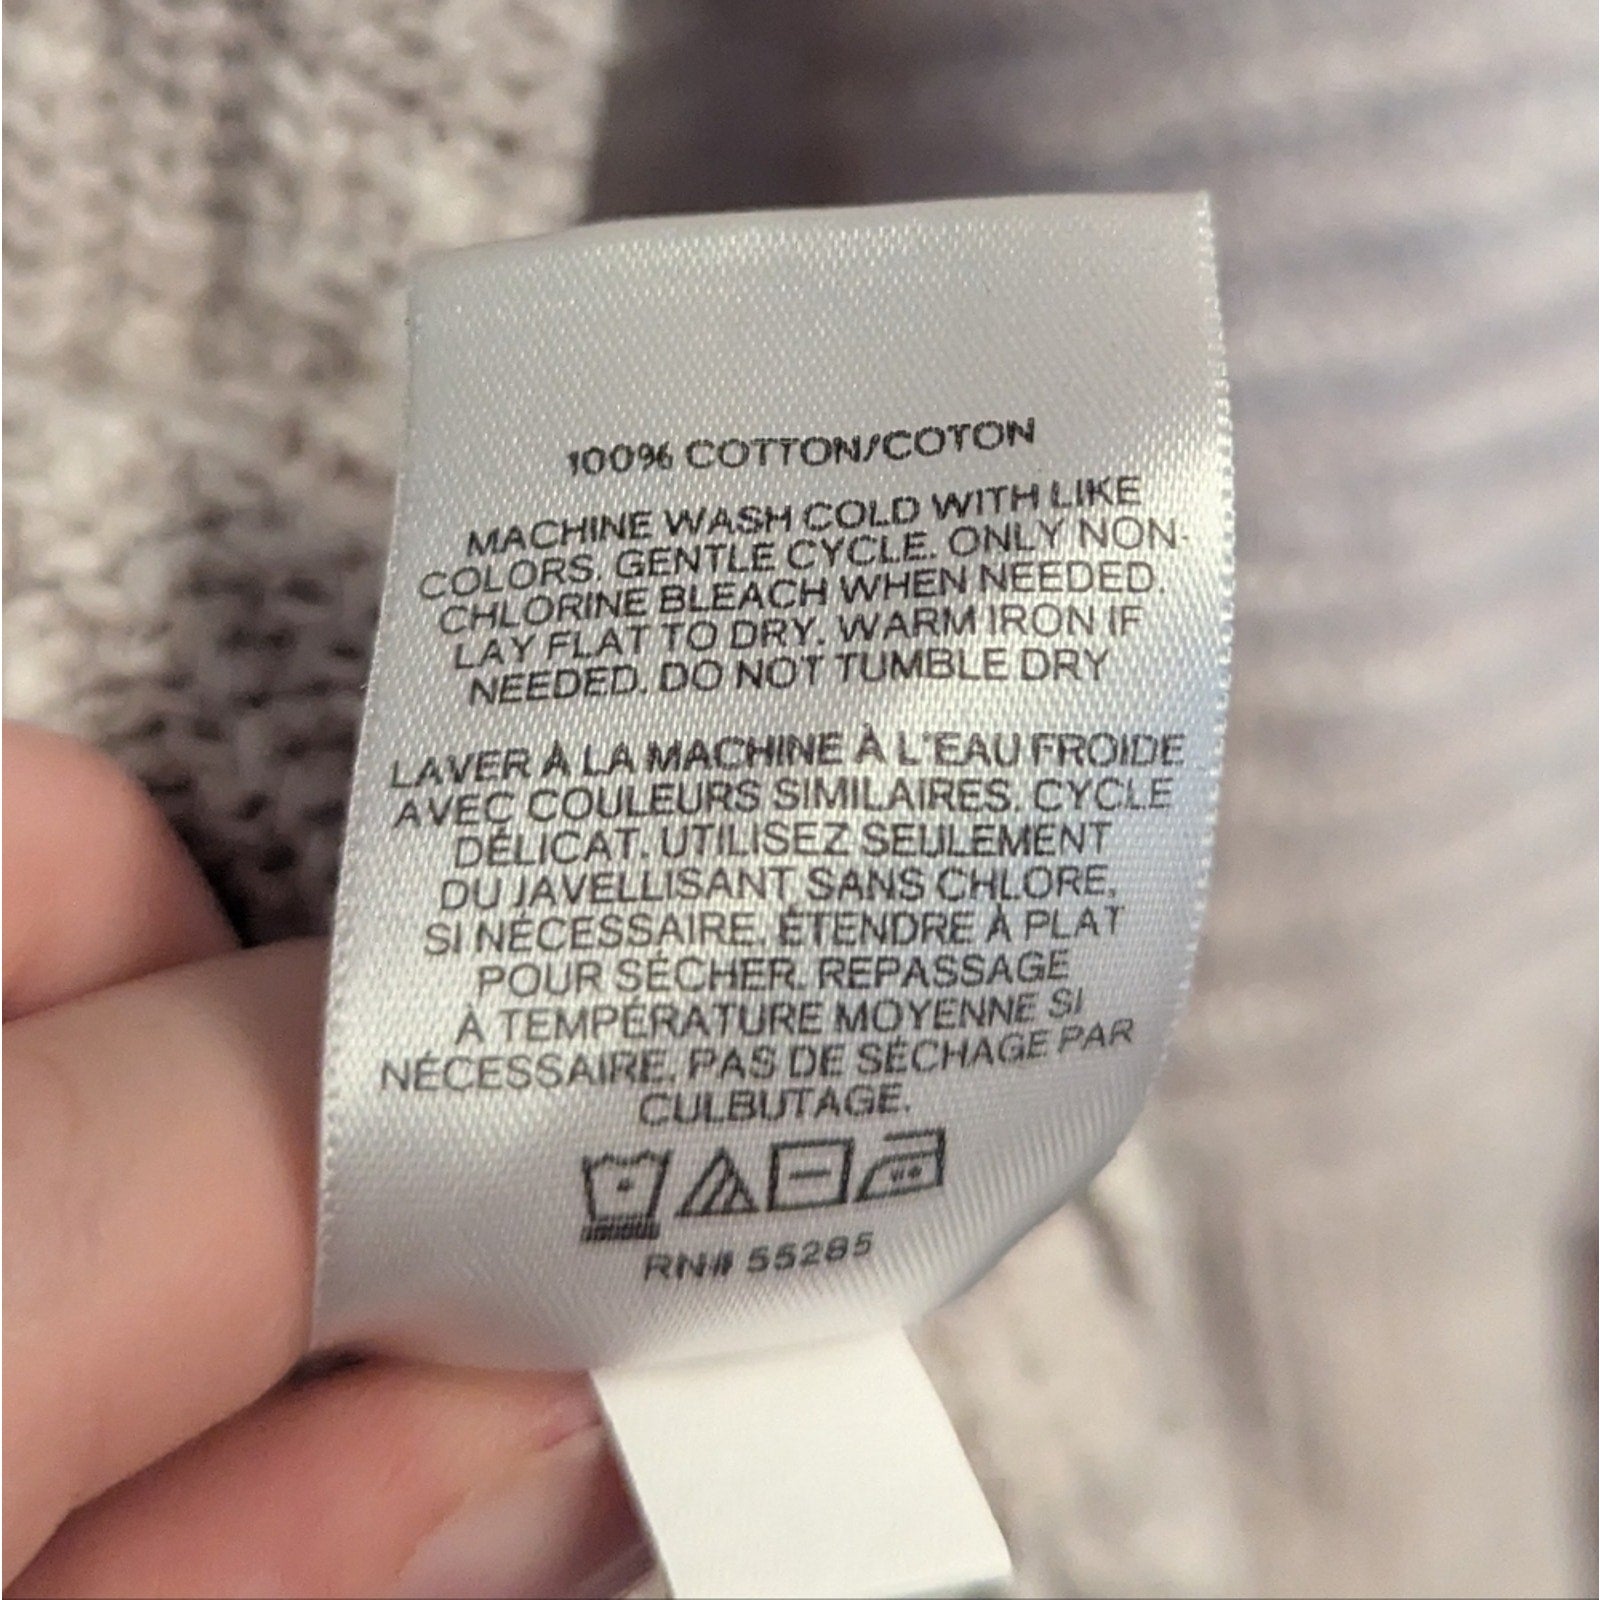 100% COTTON/COTON
MACHINE WASH COLD WITH LIKE
COLORS. GENTLE CYCLE. ONLY NON-
CHLORINE BLEACH WHEN NEEDED.
LAY FLAT TO DRY. WARM IRON IF
NEEDED. DO NOT TUMBLE DRY
LAVER À LA MACHINE À L'EAU FROIDE
AVEC COULEURS SIMILAIRES. CYCLE
DÉLICAT. UTILISEZ SEULEMENT
DU JAVELLISANT SANS CHLORE,
SI NÉCESSAIRE. ÉTENDRE À PLAT
POUR SÉCHER. REPASSAGE
À TEMPÉRATURE MOYENNE SI
NÉCESSAIRE. PAS DE SÉCHAGE PAR
CULBUTAGE.
RN# 55285